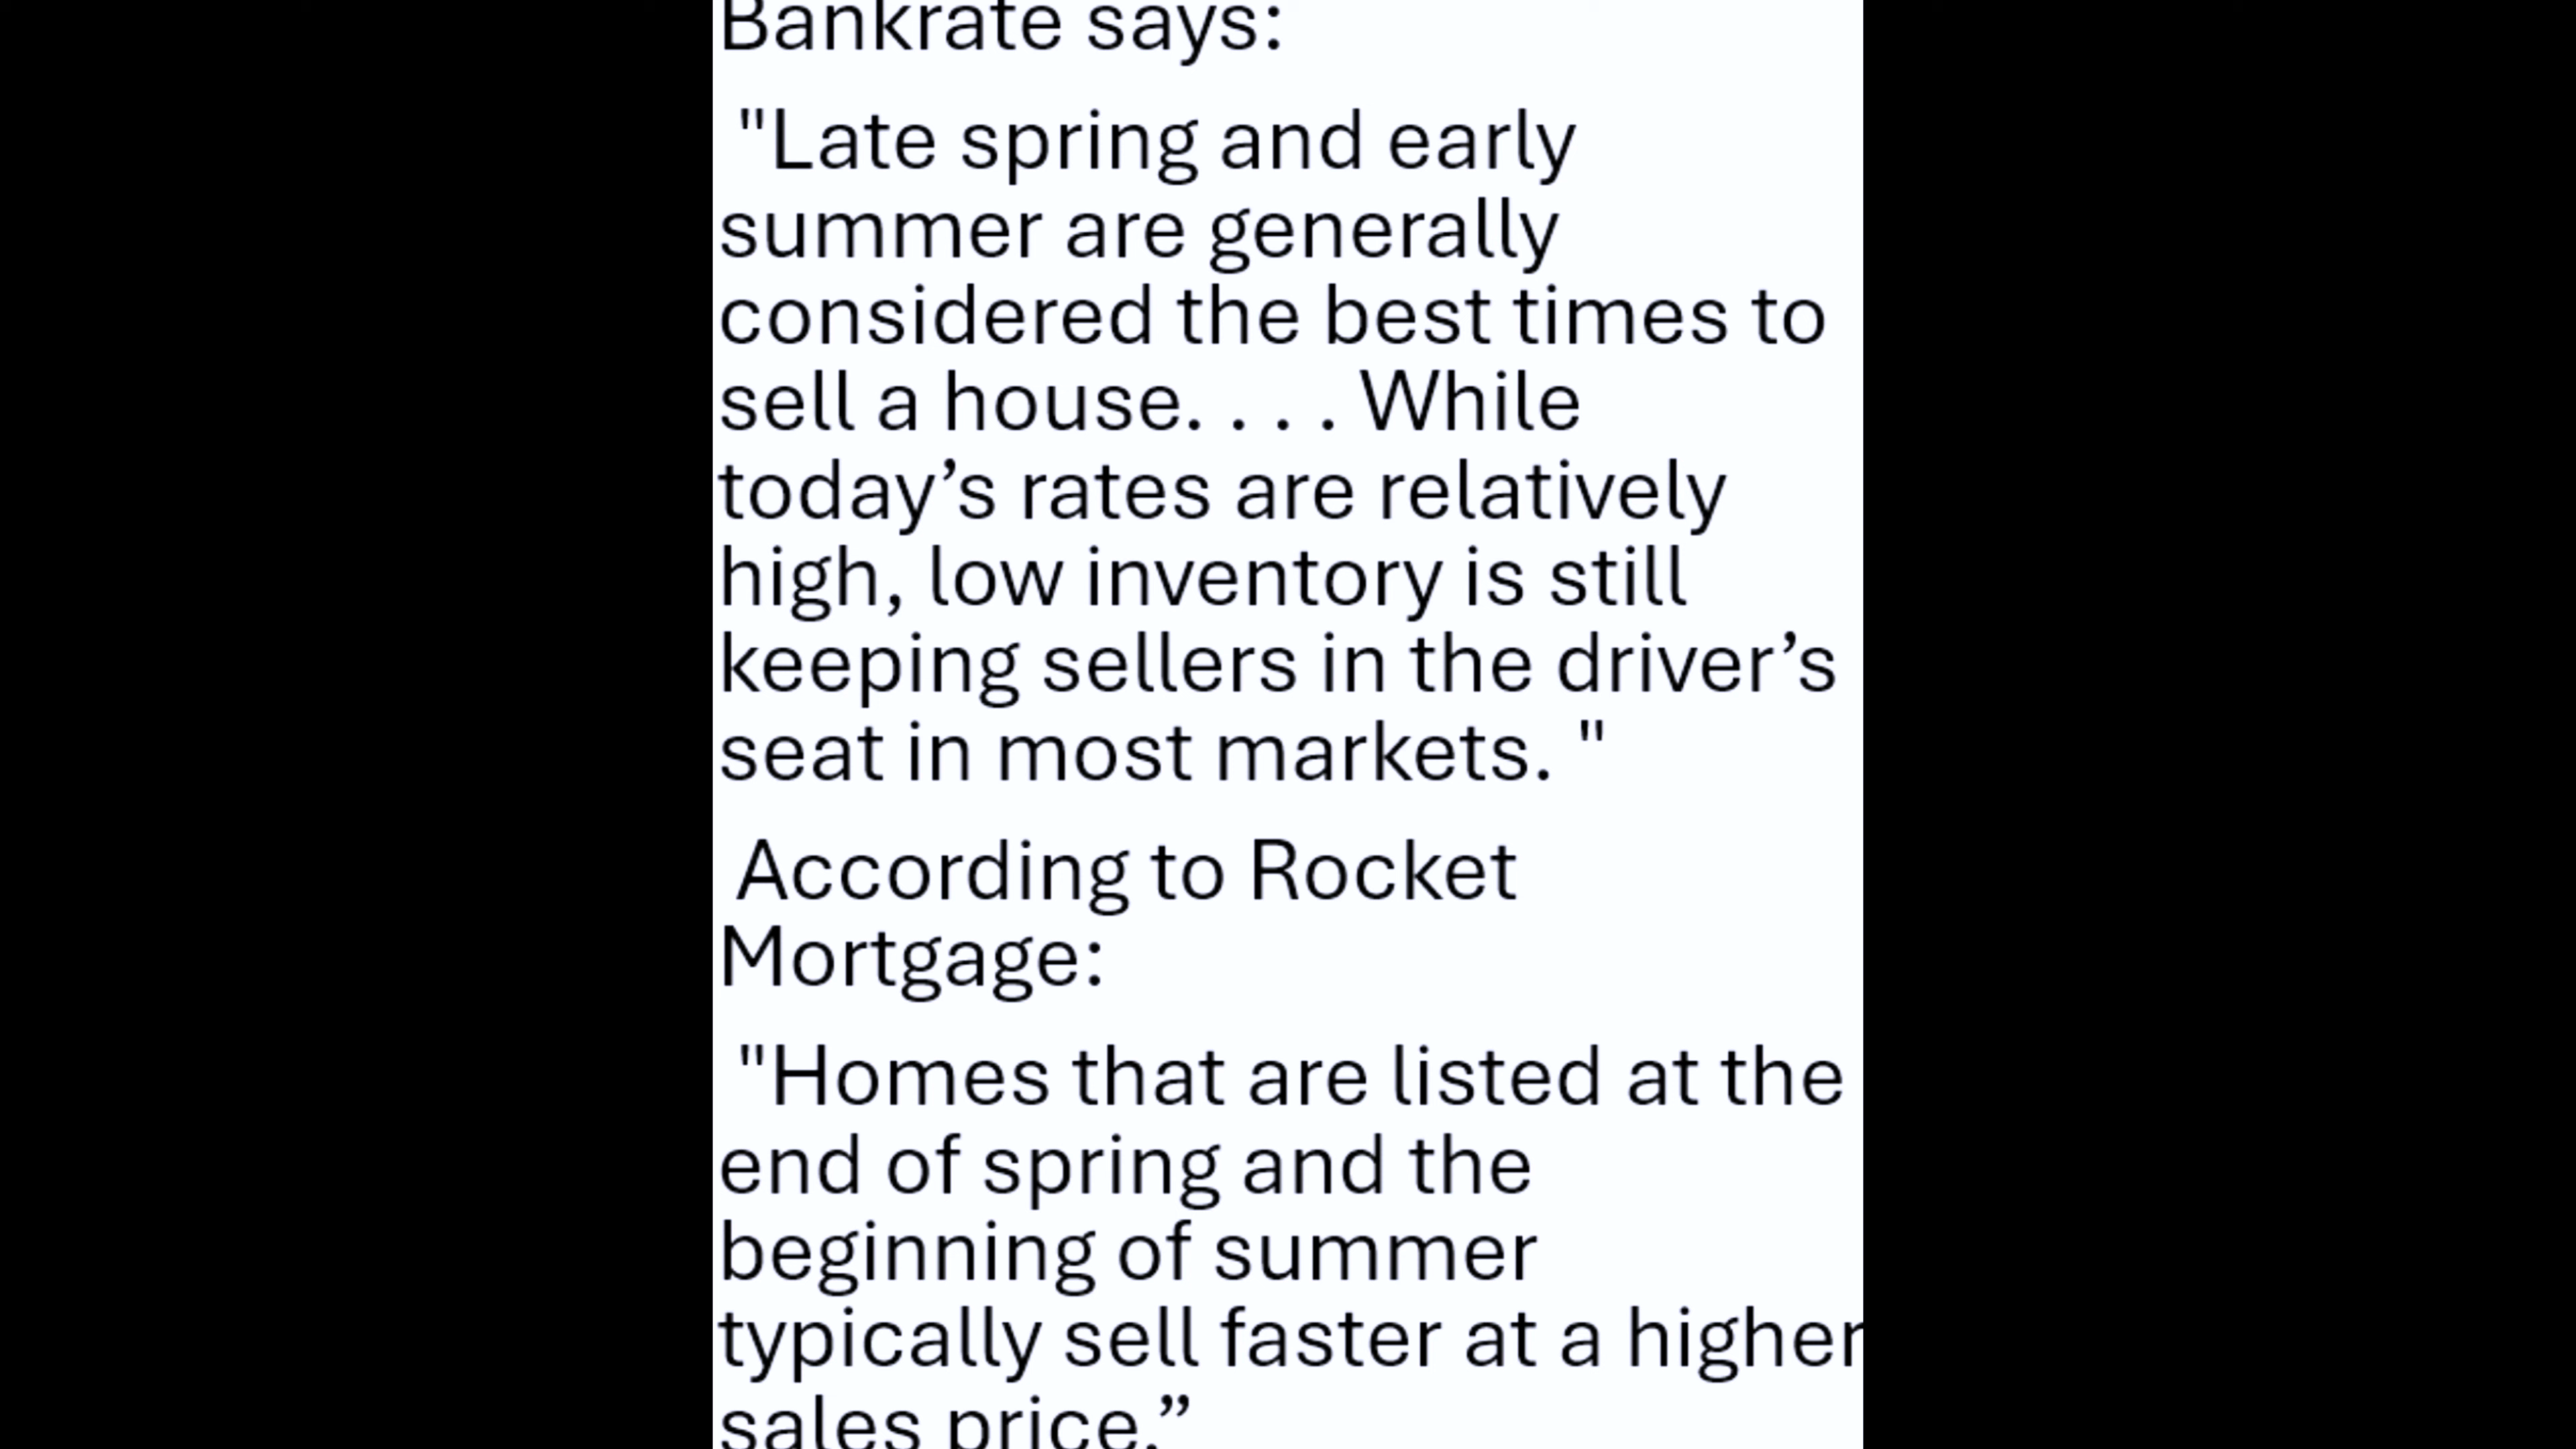 Bankrate says:
"Late spring and early
summer are generally
considered the best times to
sell a house. . . . While
today’s rates are relatively
high, low inventory is still
keeping sellers in the driver’s
seat in most markets. "
According to Rocket
Mortgage:
"Homes that are listed at the
end of spring and the
beginning of summer
typically sell faster at a higher
sales price.”